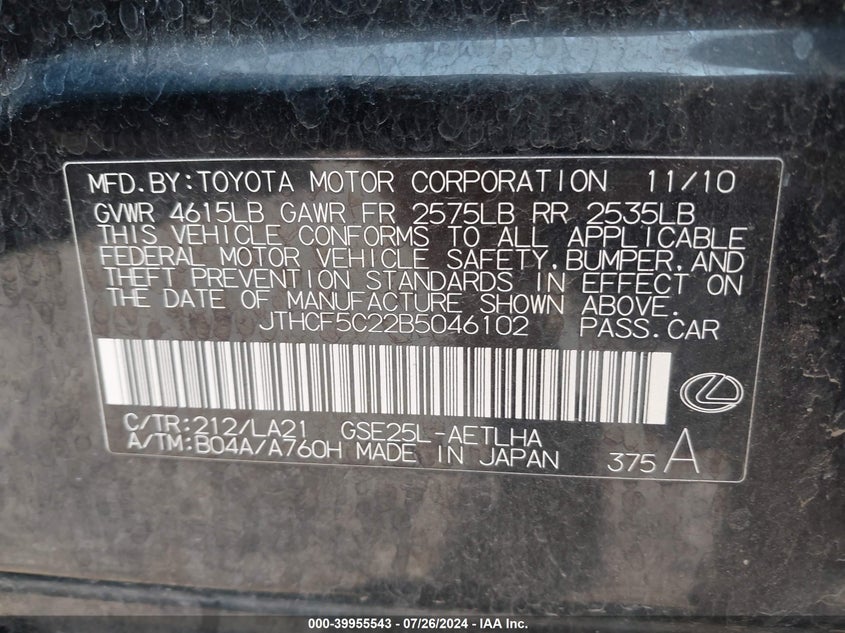 MFD.BY:TOYOTA MOTOR CORPORATION 11/10
GVWR 4615LB GAWR FR 2575LB RR 2535LB
THIS VEHICLE CONFORMS TO ALL APPLICABLE
FEDERAL MOTOR VEHICLE SAFETY,BUMPER,AND
THEFT PREVENTION STANDARDS IN EFFECT ON
THE DATE OF MANUFACTURE SHOWN ABOVE.
JTHCF5C22B5046102 PASS.CAR
C/TR:212/LA21 GSE25L-AETLHA
A/TM:B04A/A760H MADE IN JAPAN 375 A
000-39955543 - 07/26/2024 - IAA Inc.